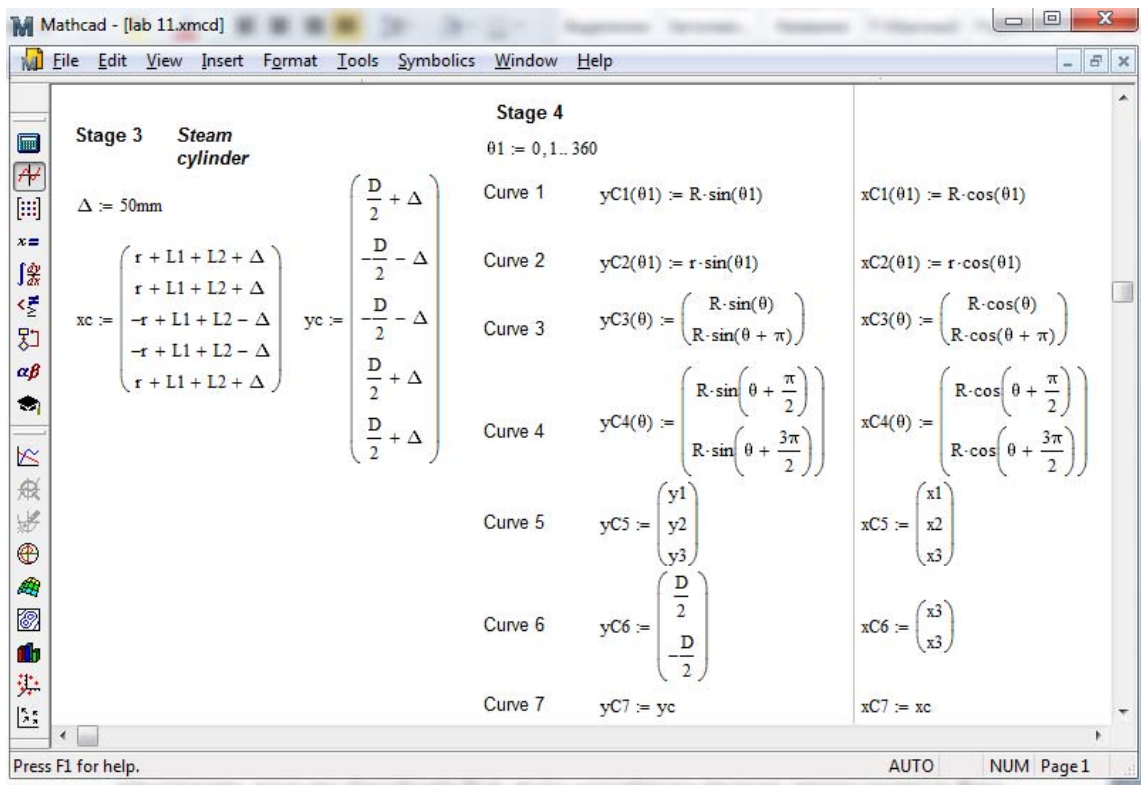 Mathcad - [lab 11.xmcd]
File Edit View Insert Format Tools Symbolics Window Help
Stage 3 Steam cylinder
Δ := 50mm
xc := ( r + L1 + L2 + Δ
r + L1 + L2 + Δ
-r + L1 + L2 - Δ
-r + L1 + L2 - Δ
r + L1 + L2 + Δ )
yc := ( D/2 + Δ
-D/2 - Δ
-D/2 - Δ
D/2 + Δ
D/2 + Δ )
Stage 4
θ1 := 0,1.. 360
Curve 1 yC1(θ1) := R·sin(θ1) xC1(θ1) := R·cos(θ1)
Curve 2 yC2(θ1) := r·sin(θ1) xC2(θ1) := r·cos(θ1)
Curve 3 yC3(θ) := ( R·sin(θ) R·sin(θ + π) ) xC3(θ) := ( R·cos(θ) R·cos(θ + π) )
Curve 4 yC4(θ) := ( R·sin(θ + π/2) R·sin(θ + 3π/2) ) xC4(θ) := ( R·cos(θ + π/2) R·cos(θ + 3π/2) )
Curve 5 yC5 := ( y1 y2 y3 ) xC5 := ( x1 x2 x3 )
Curve 6 yC6 := ( D/2 -D/2 ) xC6 := ( x3 x3 )
Curve 7 yC7 := yc xC7 := xc
Press F1 for help. AUTO NUM Page 1